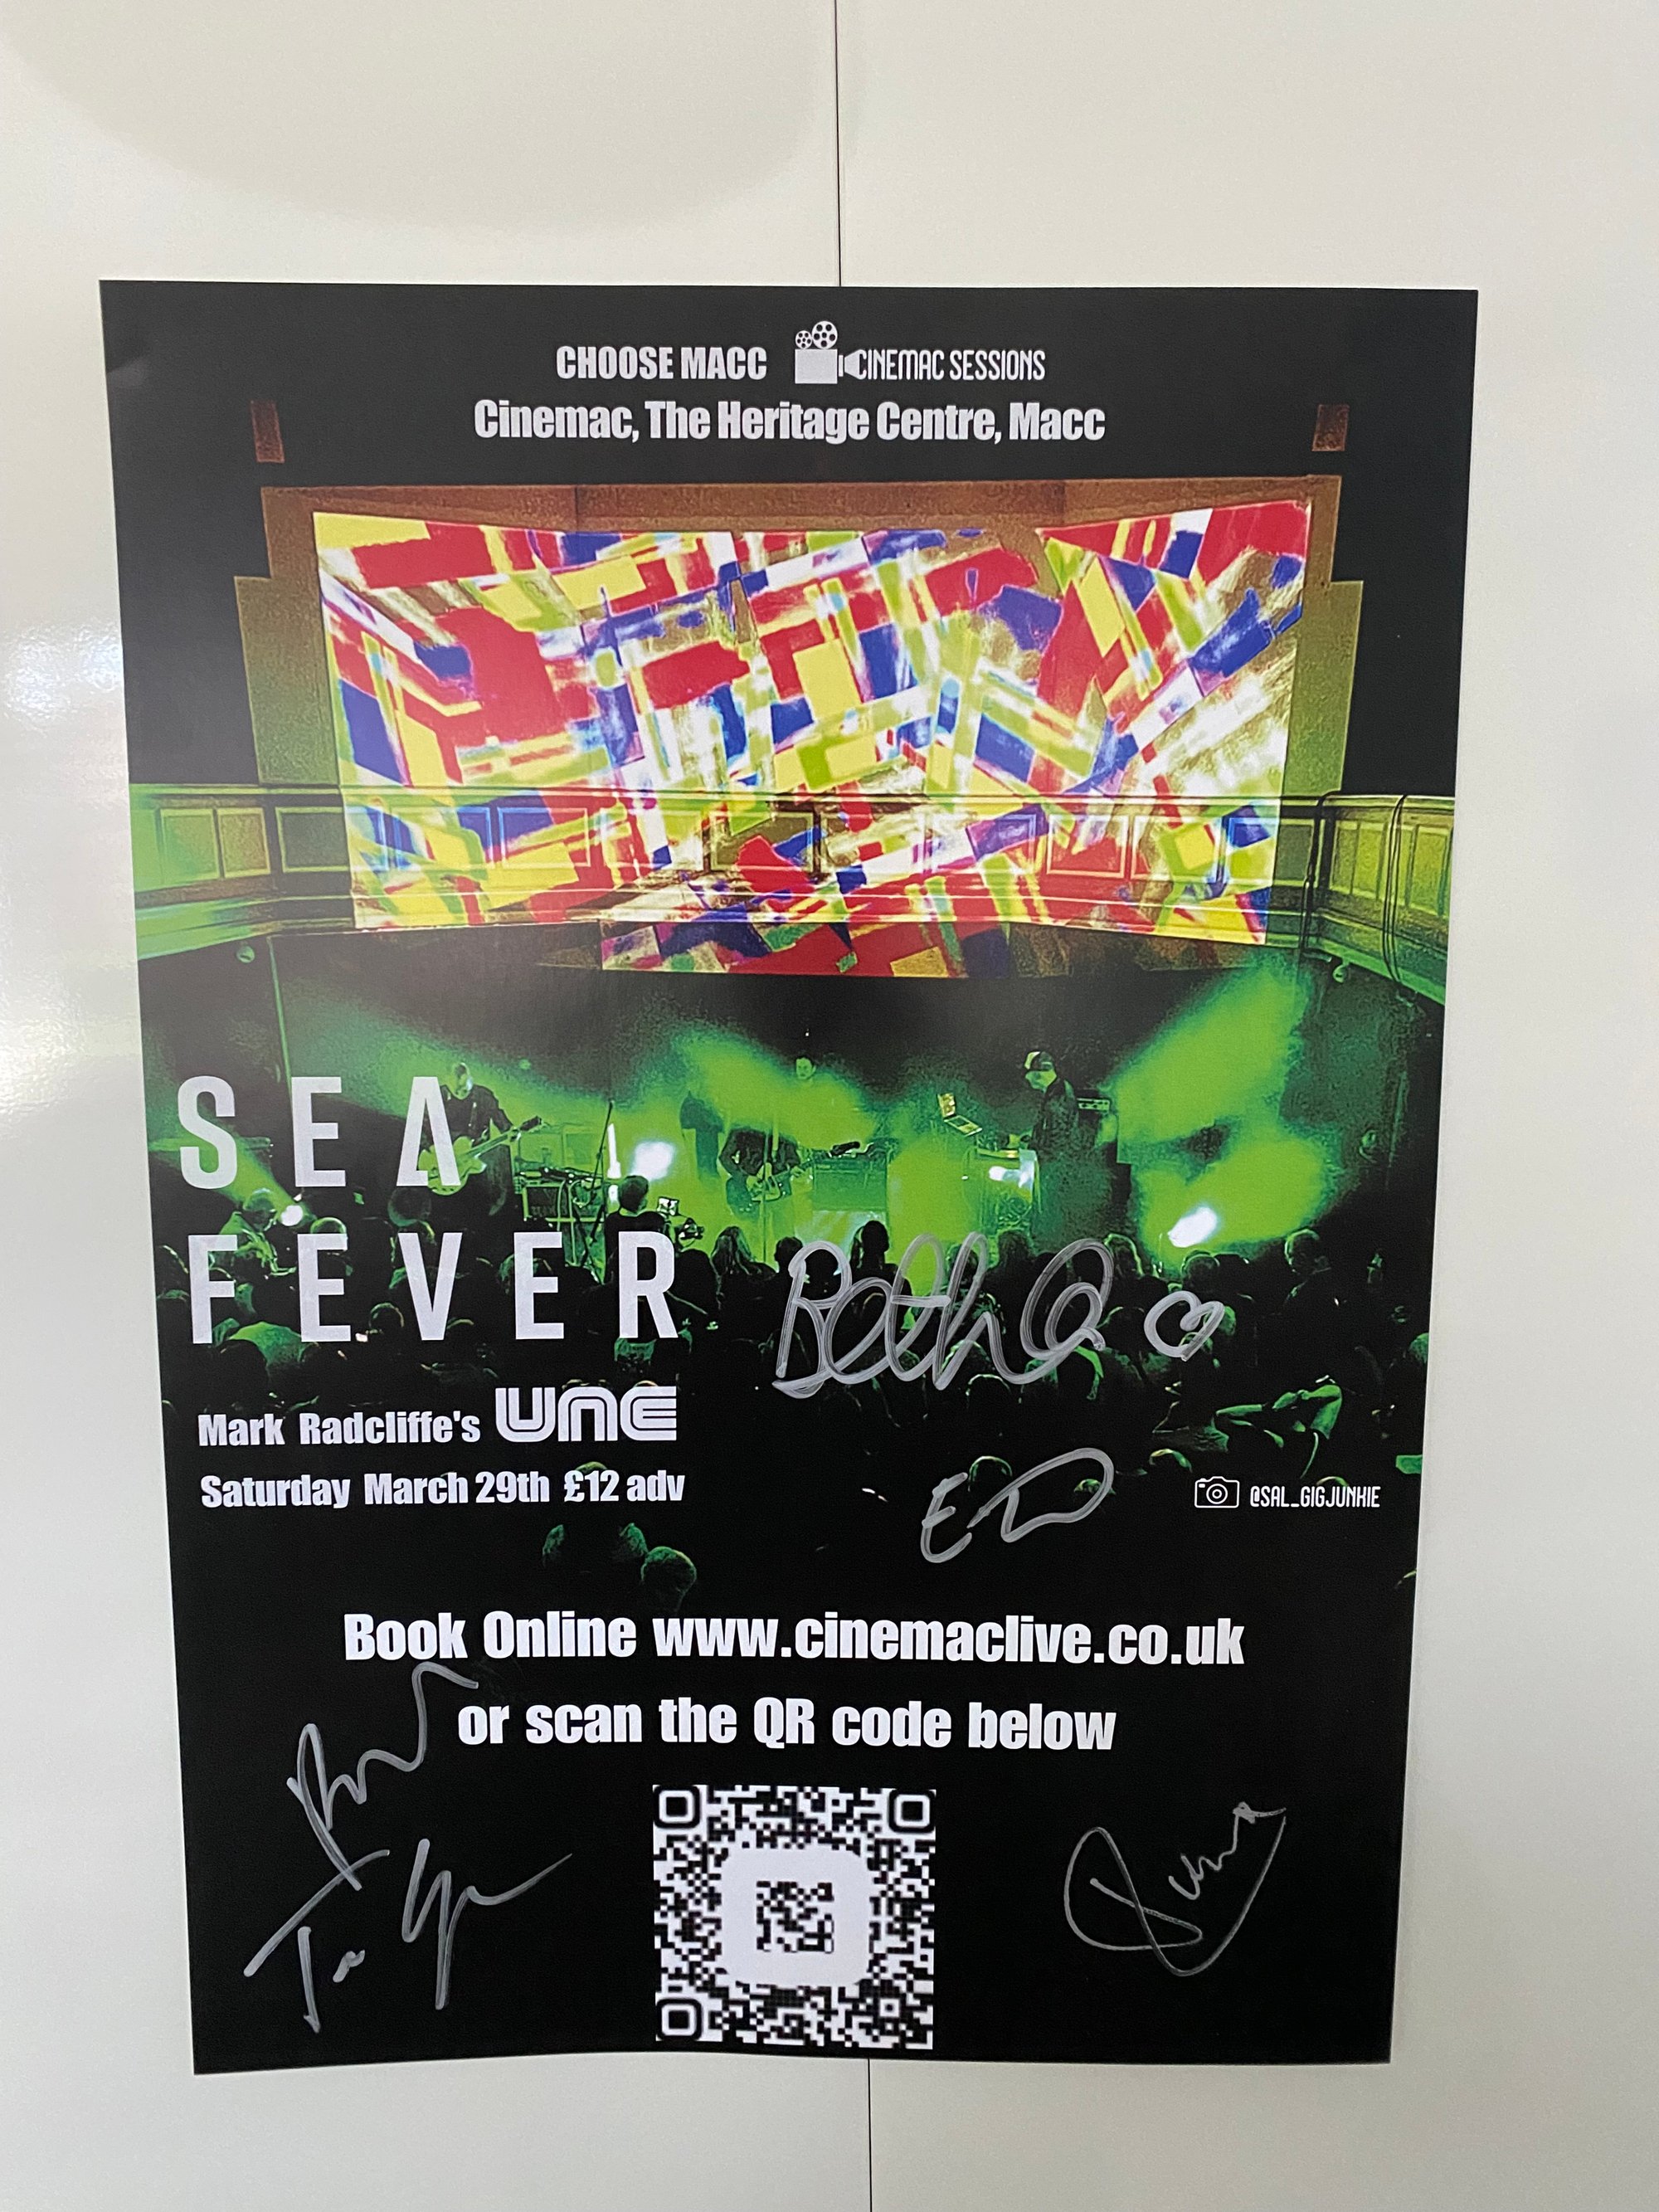 CHOOSE MACC CINEMAC SESSIONS
Cinemac, The Heritage Centre, Macc
SEA
FEVER
Beth C
Mark Radcliffe's UNE
Saturday March 29th £12 adv
@SAL_GIGJUNKIE
Book Online www.cinemaclive.co.uk
or scan the QR code below